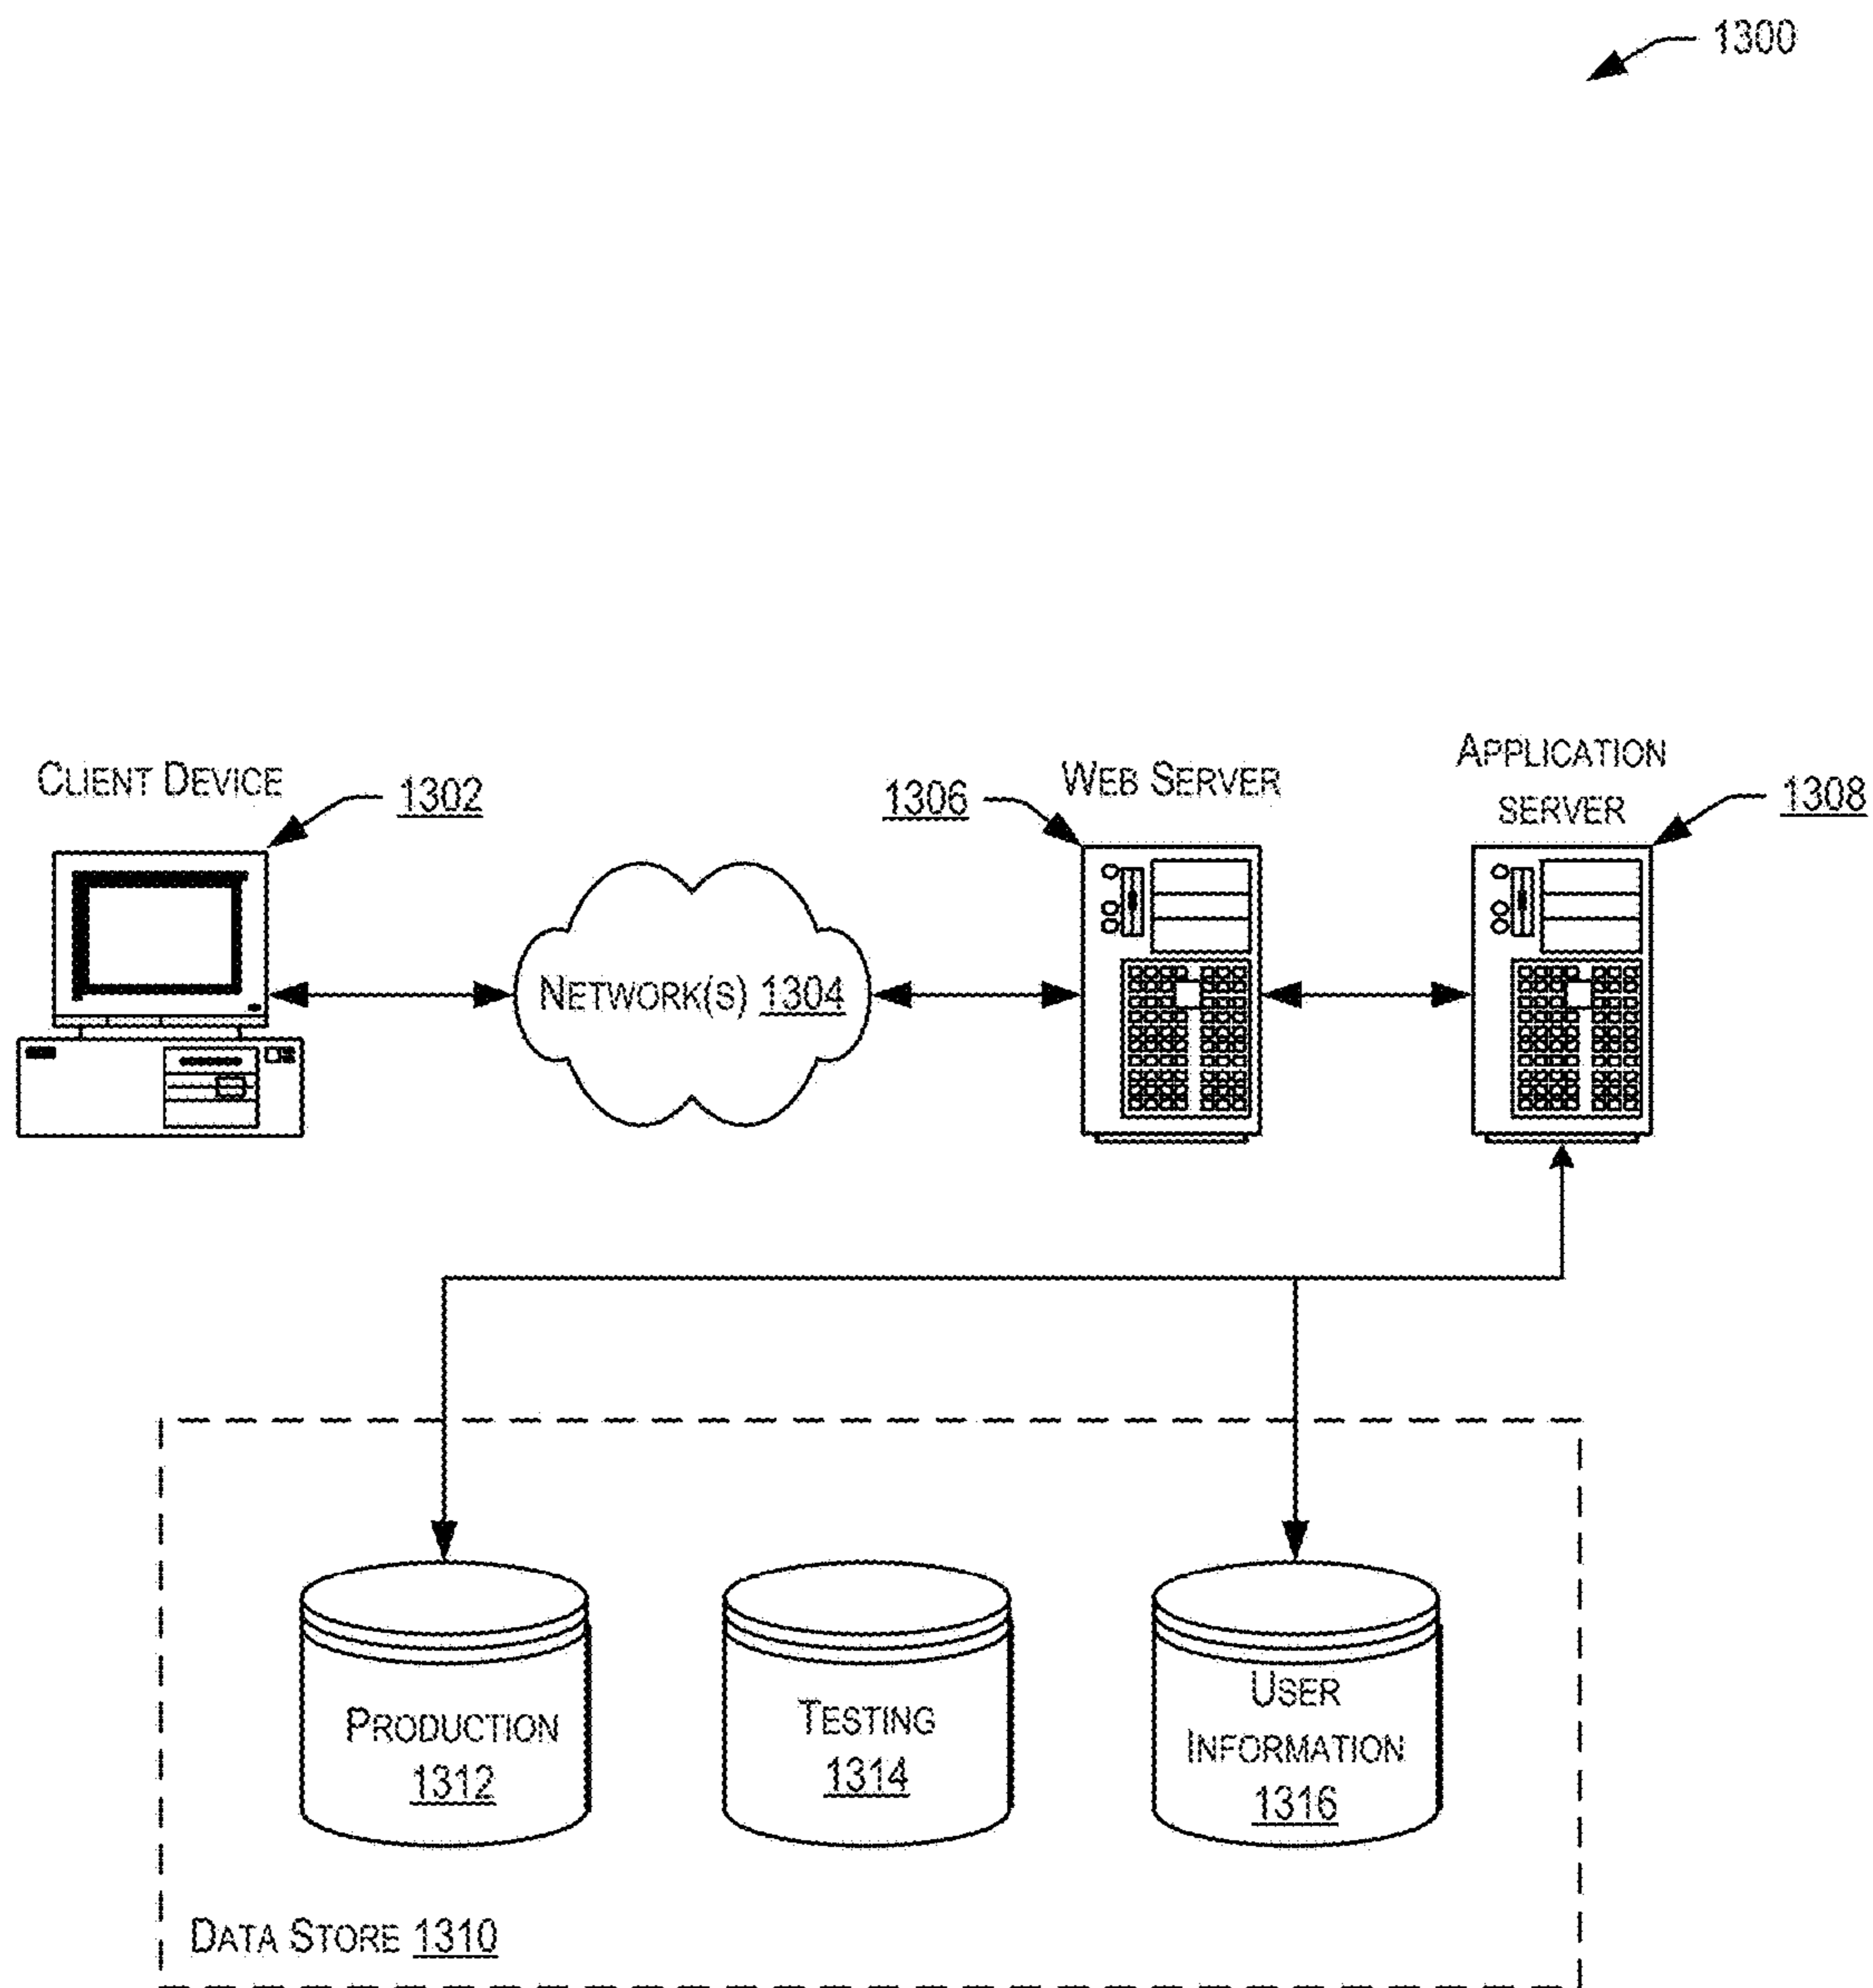 1300
CLIENT DEVICE
1302
1306
WEB SERVER
APPLICATION
SERVER
1308
NETWORK(S) 1304
PRODUCTION
1312
TESTING
1314
USER
INFORMATION
1316
DATA STORE 1310